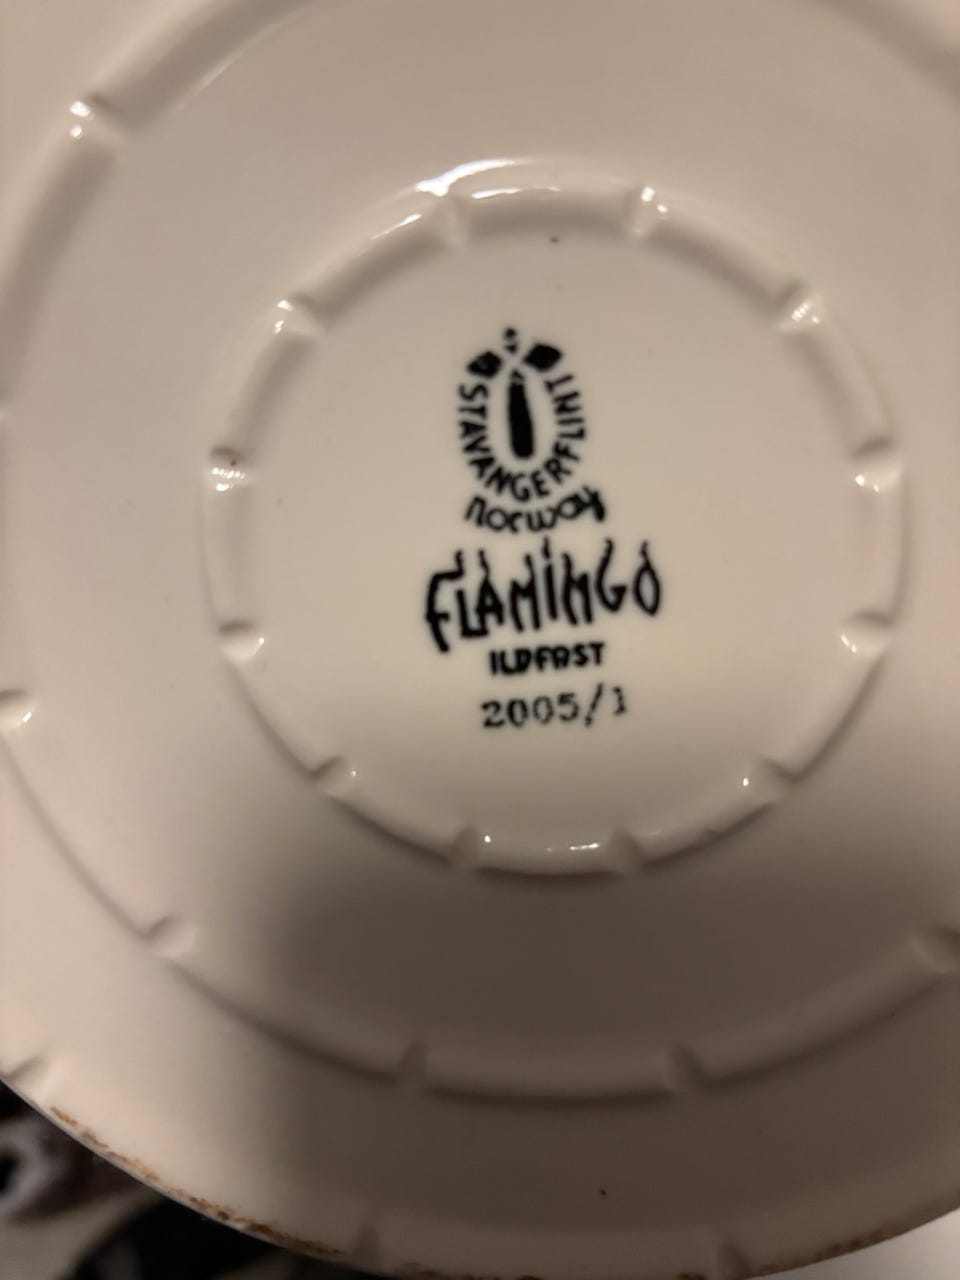 STAVANGERFLINT
Norway
FLAMINGO
ILDFAST
2005/1